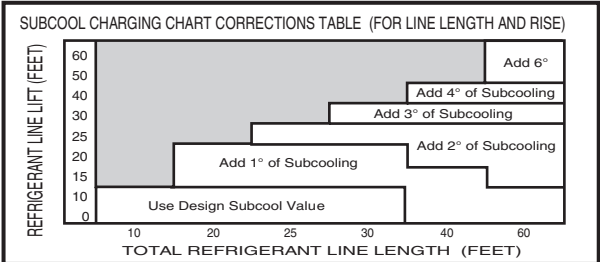 SUBCOOL CHARGING CHART CORRECTIONS TABLE (FOR LINE LENGTH AND RISE)
REFRIGERANT LINE LIFT (FEET)
60
50
40
30
25
20
15
10
0
Add 6°
Add 4° of Subcooling
Add 3° of Subcooling
Add 2° of Subcooling
Add 1° of Subcooling
Use Design Subcool Value
10 20 25 30 40 60
TOTAL REFRIGERANT LINE LENGTH (FEET)